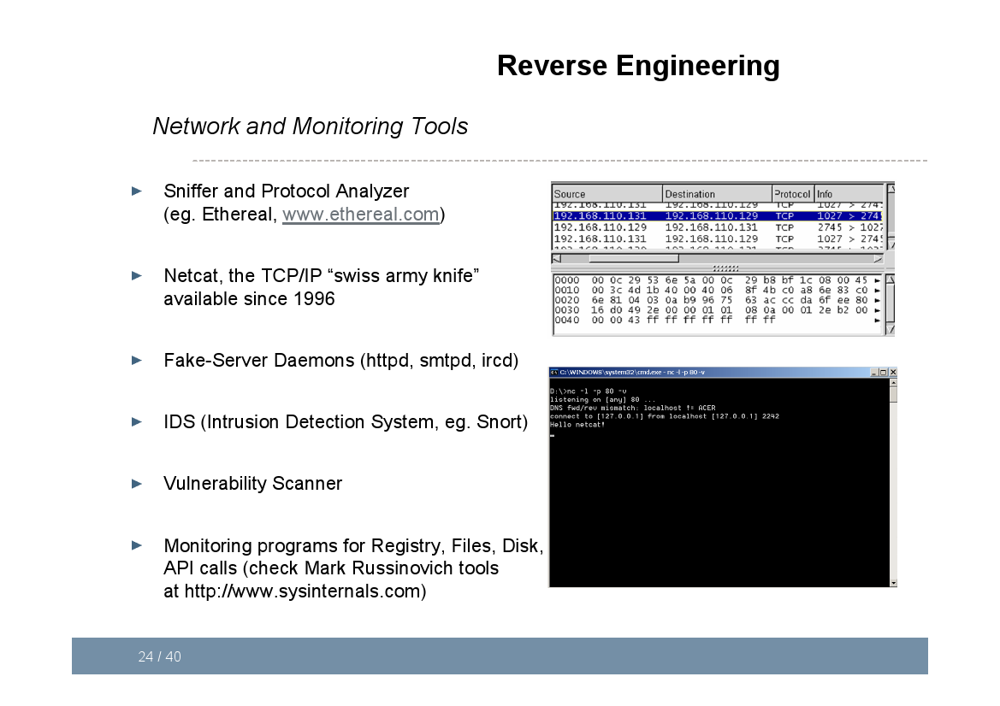 Reverse Engineering
Network and Monitoring Tools
► Sniffer and Protocol Analyzer
(eg. Ethereal, www.ethereal.com)
► Netcat, the TCP/IP “swiss army knife”
available since 1996
► Fake-Server Daemons (httpd, smtpd, ircd)
► IDS (Intrusion Detection System, eg. Snort)
► Vulnerability Scanner
► Monitoring programs for Registry, Files, Disk,
API calls (check Mark Russinovich tools
at http://www.sysinternals.com)
Source Destination Protocol Info
192.168.110.131 192.168.110.129 TCP 1027 > 274
192.168.110.131 192.168.110.129 TCP 1027 > 274
192.168.110.129 192.168.110.131 TCP 2745 > 1027
192.168.110.131 192.168.110.129 TCP 1027 > 274
0000 00 0c 29 53 6e 5a 00 0c 29 b8 bf 1c 08 00 45
0010 00 3c 4d 1b 40 00 40 06 8f 4b c0 a8 6e 83 c0
0020 6e 81 04 03 0a b9 96 75 63 ac cc da 6f ee 80
0030 16 d0 49 2e 00 00 01 01 08 0a 00 01 2e b2 00
0040 00 00 43 ff ff ff ff ff ff ff
C:\WINDOWS\system32\cmd.exe - nc -l -p 80 -v
D:\>nc -l -p 80 -v
listening on [any] 80 ...
DNS fwd/rev mismatch: localhost != ACER
connect to [127.0.0.1] from localhost [127.0.0.1] 2242
Hello netcat!
24 / 40